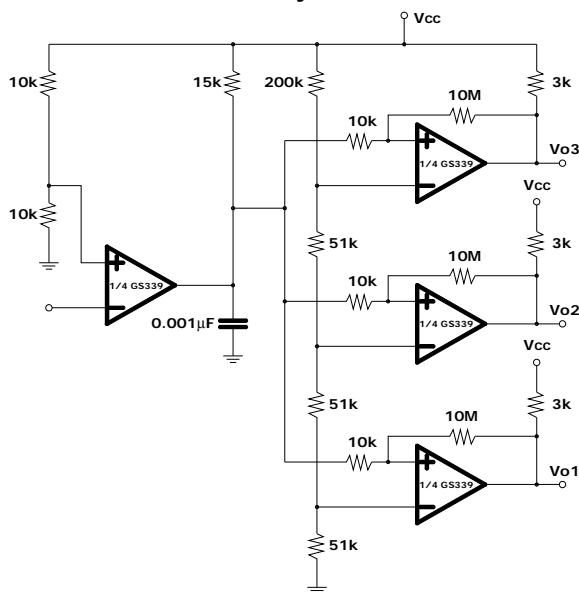 Vcc
10k
15k
200k
3k
10M
10k
+
1/4 GS339
−
Vo3
10k
Vcc
51k
3k
10M
10k
+
1/4 GS339
−
+
1/4 GS339
−
Vo2
0.001µF
Vcc
51k
3k
10M
10k
+
1/4 GS339
−
Vo1
51k